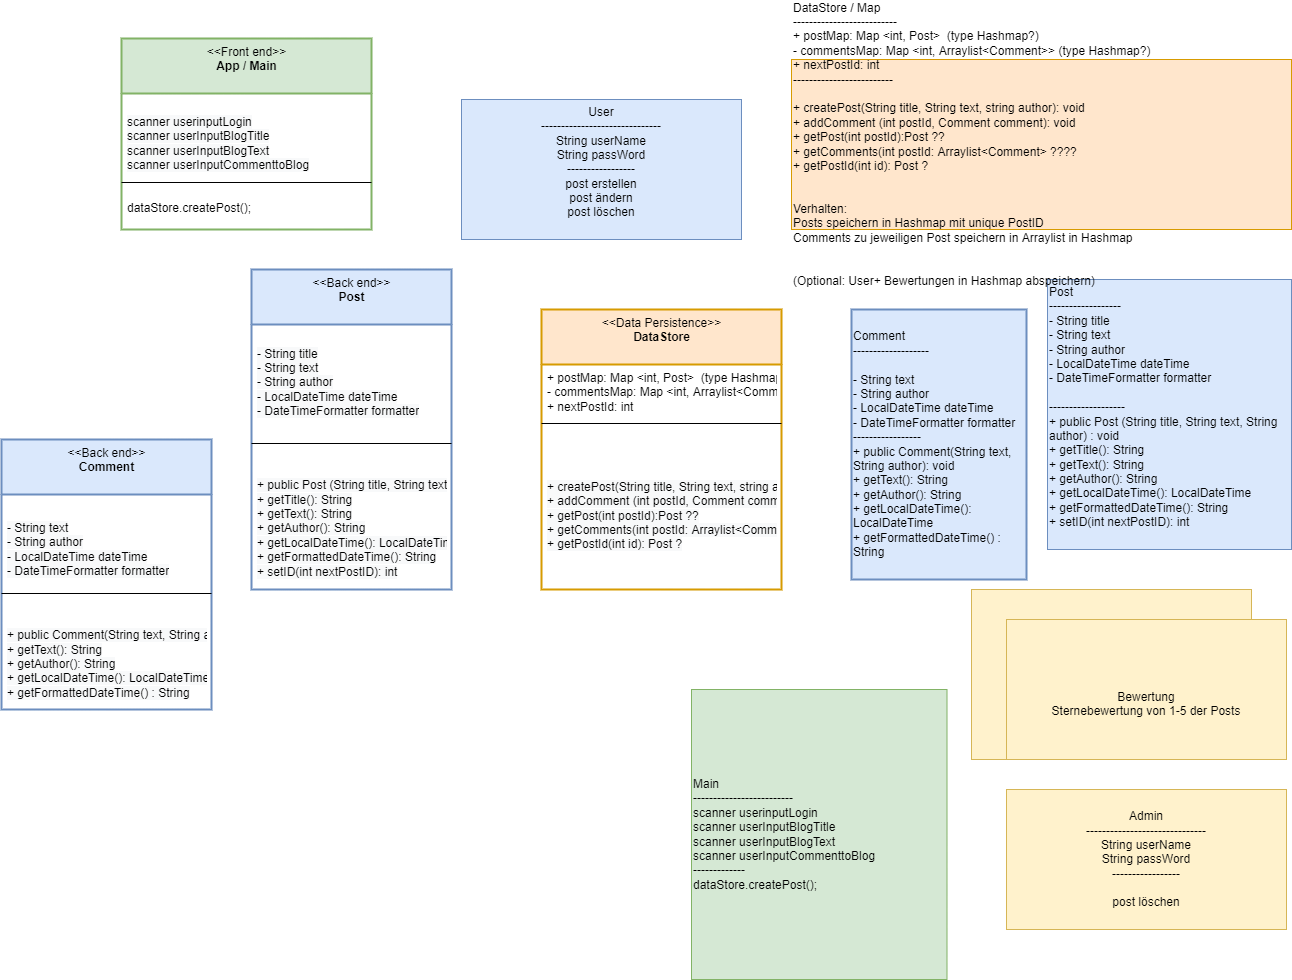 <<Front end>>
App / Main
scanner userinputLogin
scanner userInputBlogTitle
scanner userInputBlogText
scanner userInputCommenttoBlog
dataStore.createPost();
User
------------------------------
String userName
String passWord
-----------------
post erstellen
post ändern
post löschen
DataStore / Map
--------------------------
+ postMap: Map <int, Post>  (type Hashmap?)
- commentsMap: Map <int, Arraylist<Comment>> (type Hashmap?)
+ nextPostId: int
-------------------------
+ createPost(String title, String text, string author): void
+ addComment (int postId, Comment comment): void
+ getPost(int postId):Post ??
+ getComments(int postId: Arraylist<Comment> ????
+ getPostId(int id): Post ?
Verhalten:
Posts speichern in Hashmap mit unique PostID
Comments zu jeweiligen Post speichern in Arraylist in Hashmap
(Optional: User+ Bewertungen in Hashmap abspeichern)
<<Back end>>
Post
- String title
- String text
- String author
- LocalDateTime dateTime
- DateTimeFormatter formatter
+ public Post (String title, String text
+ getTitle(): String
+ getText(): String
+ getAuthor(): String
+ getLocalDateTime(): LocalDateTim
+ getFormattedDateTime(): String
+ setID(int nextPostID): int
<<Data Persistence>>
DataStore
+ postMap: Map <int, Post>  (type Hashma
- commentsMap: Map <int, Arraylist<Comm
+ nextPostId: int
+ createPost(String title, String text, string a
+ addComment (int postId, Comment comm
+ getPost(int postId):Post ??
+ getComments(int postId: Arraylist<Comm
+ getPostId(int id): Post ?
Comment
-------------------
- String text
- String author
- LocalDateTime dateTime
- DateTimeFormatter formatter
-----------------
+ public Comment(String text,
String author): void
+ getText(): String
+ getAuthor(): String
+ getLocalDateTime():
LocalDateTime
+ getFormattedDateTime() :
String
Post
------------------
- String title
- String text
- String author
- LocalDateTime dateTime
- DateTimeFormatter formatter
-------------------
+ public Post (String title, String text, String
author) : void
+ getTitle(): String
+ getText(): String
+ getAuthor(): String
+ getLocalDateTime(): LocalDateTime
+ getFormattedDateTime(): String
+ setID(int nextPostID): int
<<Back end>>
Comment
- String text
- String author
- LocalDateTime dateTime
- DateTimeFormatter formatter
+ public Comment(String text, String a
+ getText(): String
+ getAuthor(): String
+ getLocalDateTime(): LocalDateTime
+ getFormattedDateTime() : String
Bewertung
Sternebewertung von 1-5 der Posts
Main
-------------------------
scanner userinputLogin
scanner userInputBlogTitle
scanner userInputBlogText
scanner userInputCommenttoBlog
-------------
dataStore.createPost();
Admin
------------------------------
String userName
String passWord
-----------------
post löschen